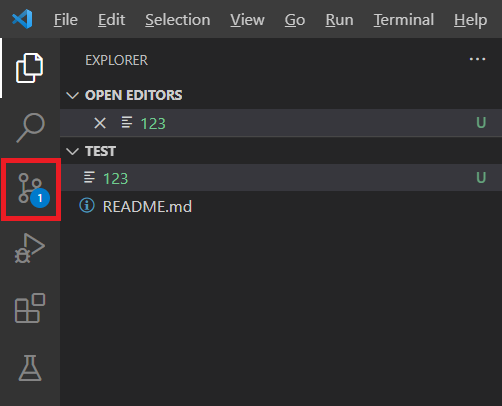 File Edit Selection View Go Run Terminal Help
EXPLORER ...
OPEN EDITORS
123 U
TEST
123 U
1
README.md